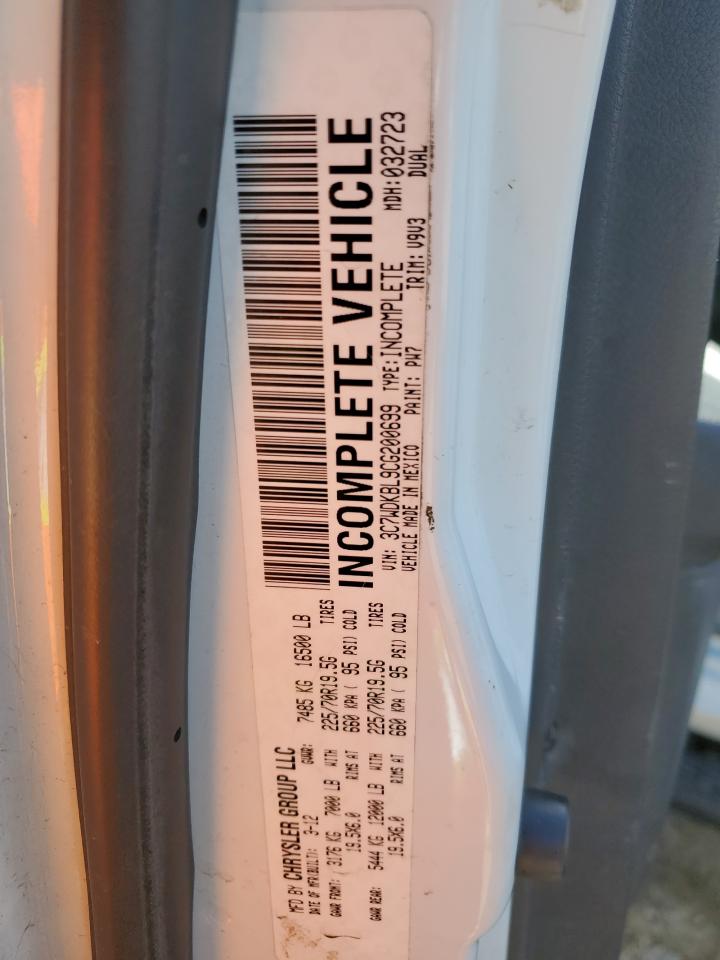 MFD BY CHRYSLER GROUP LLC
DATE OF MFR(BUILT): 3-12 GVWR: 7485 KG 16500 LB
GAWR FRONT: 3176 KG 7000 LB WITH 225/70R19.5G TIRES
19.5X6.0 RIMS AT 660 KPA ( 95 PSI) COLD
GAWR REAR: 5444 KG 12000 LB WITH 225/70R19.5G TIRES
19.5X6.0 RIMS AT 660 KPA ( 95 PSI) COLD
INCOMPLETE VEHICLE
VIN: 3C7WDKBL9CG200699 TYPE: INCOMPLETE MDH: 032723
VEHICLE MADE IN MEXICO PAINT: PW7 TRIM: V9V3 DUAL